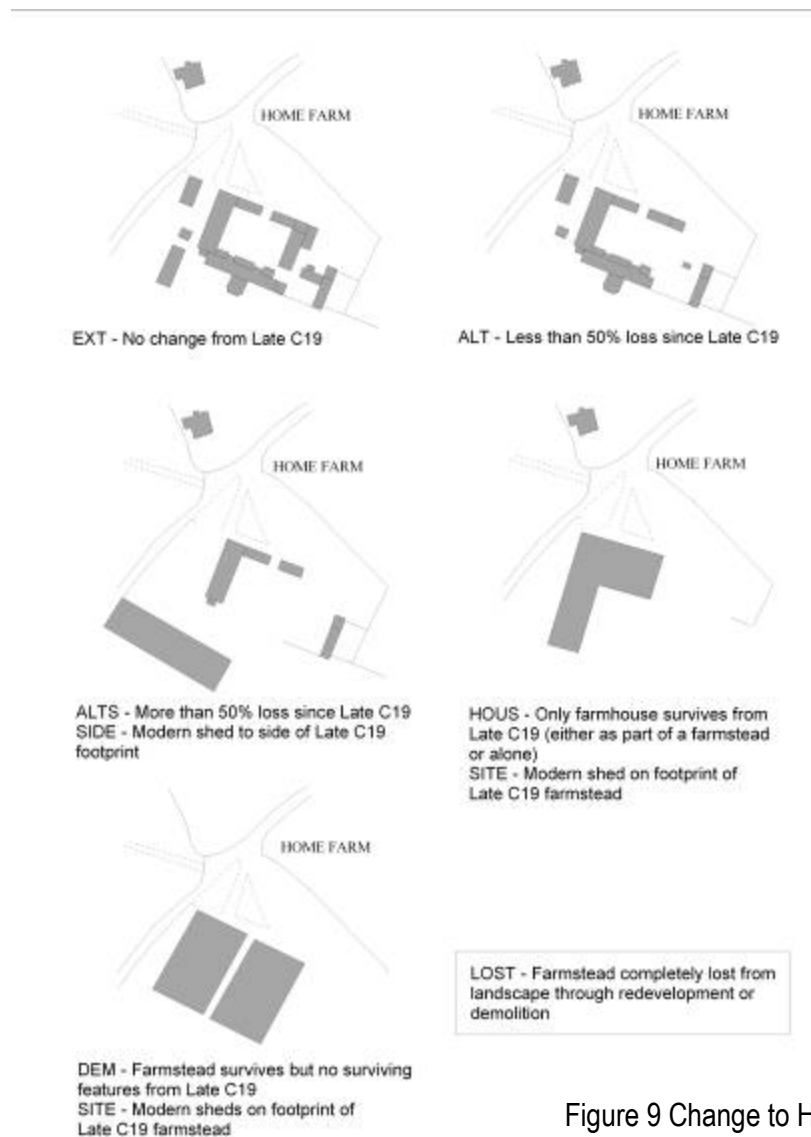 HOME FARM
EXT - No change from Late C19
HOME FARM
ALT - Less than 50% loss since Late C19
HOME FARM
ALTS - More than 50% loss since Late C19
SIDE - Modern shed to side of Late C19
footprint
HOME FARM
HOUS - Only farmhouse survives from
Late C19 (either as part of a farmstead
or alone)
SITE - Modern shed on footprint of
Late C19 farmstead
HOME FARM
DEM - Farmstead survives but no surviving
features from Late C19
SITE - Modern sheds on footprint of
Late C19 farmstead
LOST - Farmstead completely lost from
landscape through redevelopment or
demolition
Figure 9 Change to H